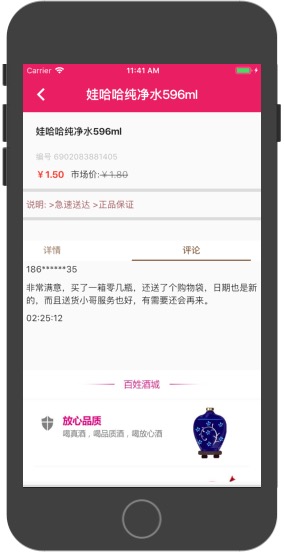 Carrier 11:41 AM
娃哈哈纯净水596ml
娃哈哈纯净水596ml
编号 6902083881405
￥1.50 市场价:￥1.80
说明: >急速送达 >正品保证
详情 评论
186******35
非常满意，买了一箱零几瓶，还送了个购物袋，日期也是新
的，而且送货小哥服务也好，有需要还会再来。
02:25:12
百姓酒城
放心品质
喝真酒，喝品质酒，喝放心酒